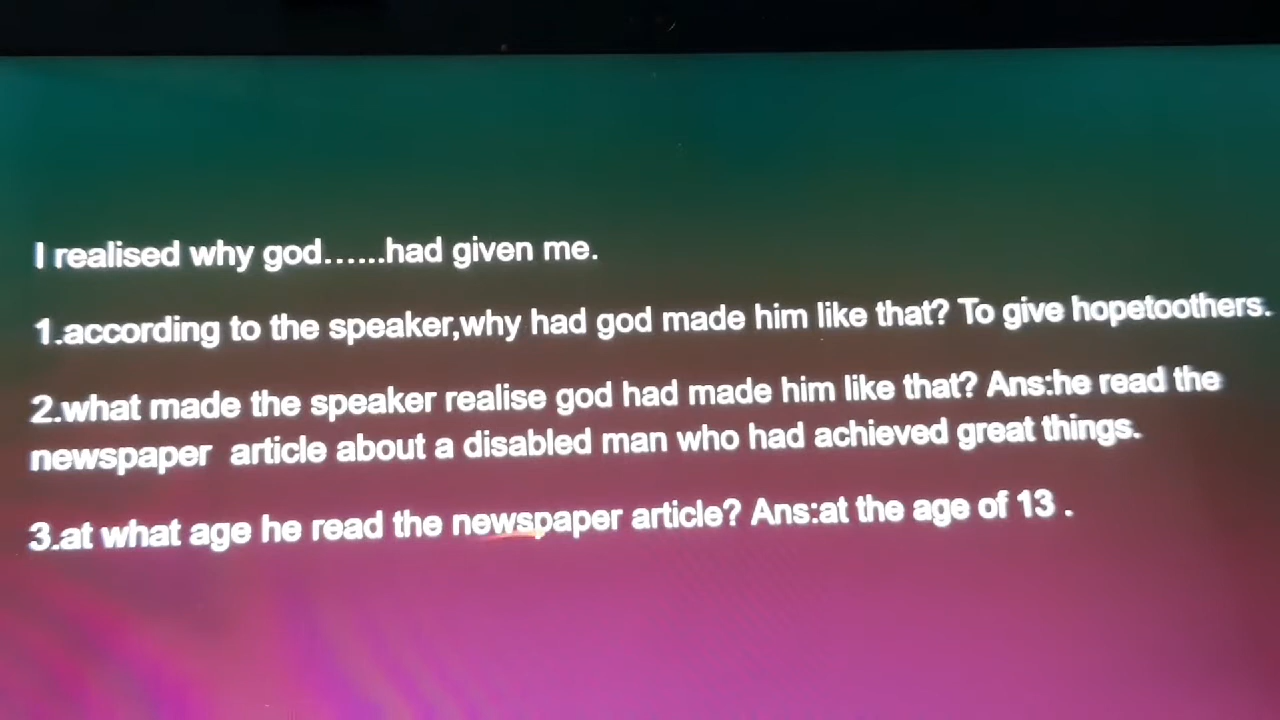 I realised why god......had given me.
1.according to the speaker,why had god made him like that? To give hopetoothers.
2.what made the speaker realise god had made him like that? Ans:he read the
newspaper article about a disabled man who had achieved great things.
3.at what age he read the newspaper article? Ans:at the age of 13 .